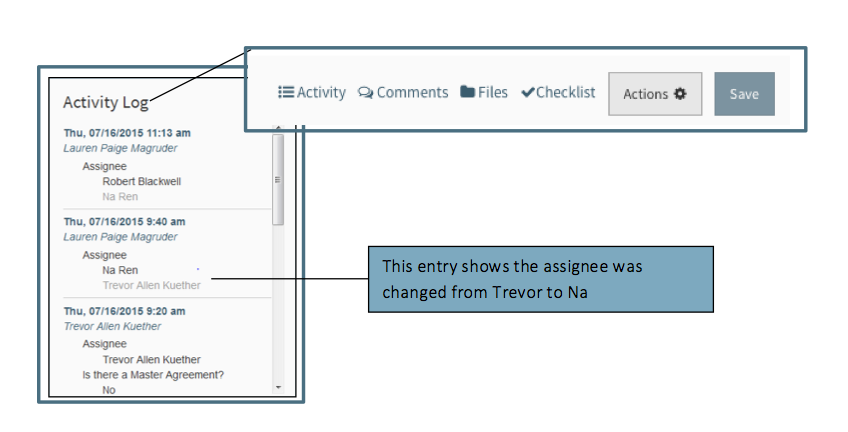 Activity Comments Files Checklist Actions Save
Activity Log
Thu, 07/16/2015 11:13 am
Lauren Paige Magruder
Assignee
Robert Blackwell
Na Ren
Thu, 07/16/2015 9:40 am
Lauren Paige Magruder
Assignee
Na Ren
Trevor Allen Kuether
Thu, 07/16/2015 9:20 am
Trevor Allen Kuether
Assignee
Trevor Allen Kuether
Is there a Master Agreement?
No
This entry shows the assignee was
changed from Trevor to Na